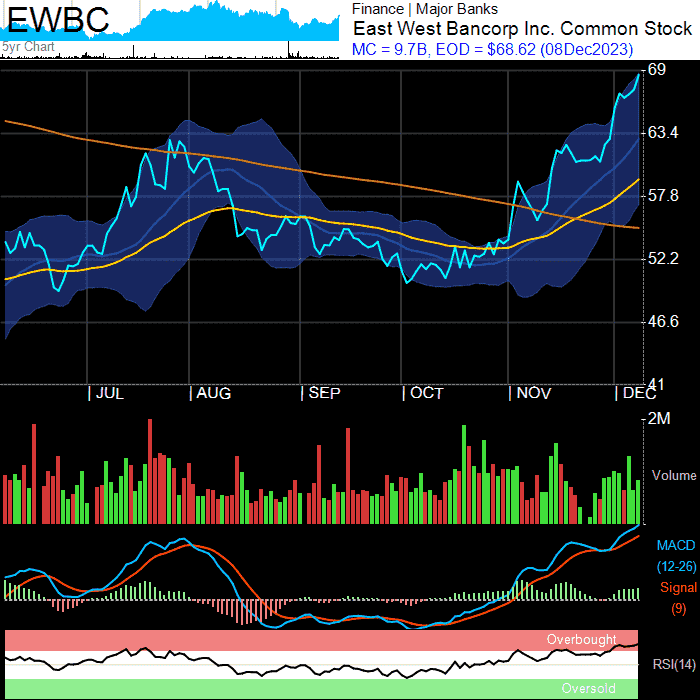 EWBC
5yr Chart
Finance | Major Banks
East West Bancorp Inc. Common Stock
MC = 9.7B, EOD = $68.62 (08Dec2023)
69
63.4
57.8
52.2
46.6
41
| JUL | AUG | SEP | OCT | NOV | DEC
2M
Volume
MACD
(12-26)
Signal
(9)
Overbought
RSI(14)
Oversold